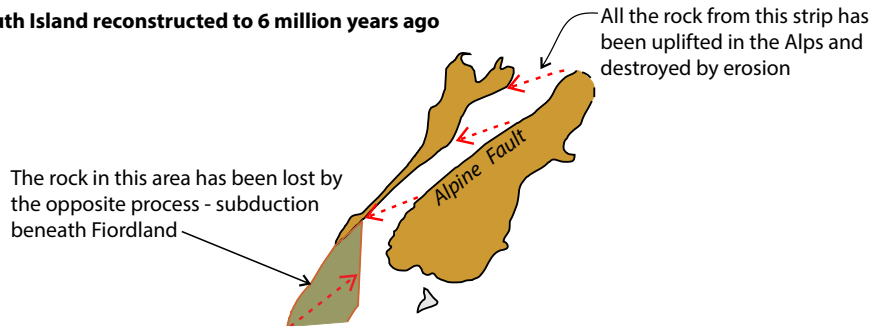 uth Island reconstructed to 6 million years ago
All the rock from this strip has
been uplifted in the Alps and
destroyed by erosion
Alpine Fault
The rock in this area has been lost by
the opposite process - subduction
beneath Fiordland